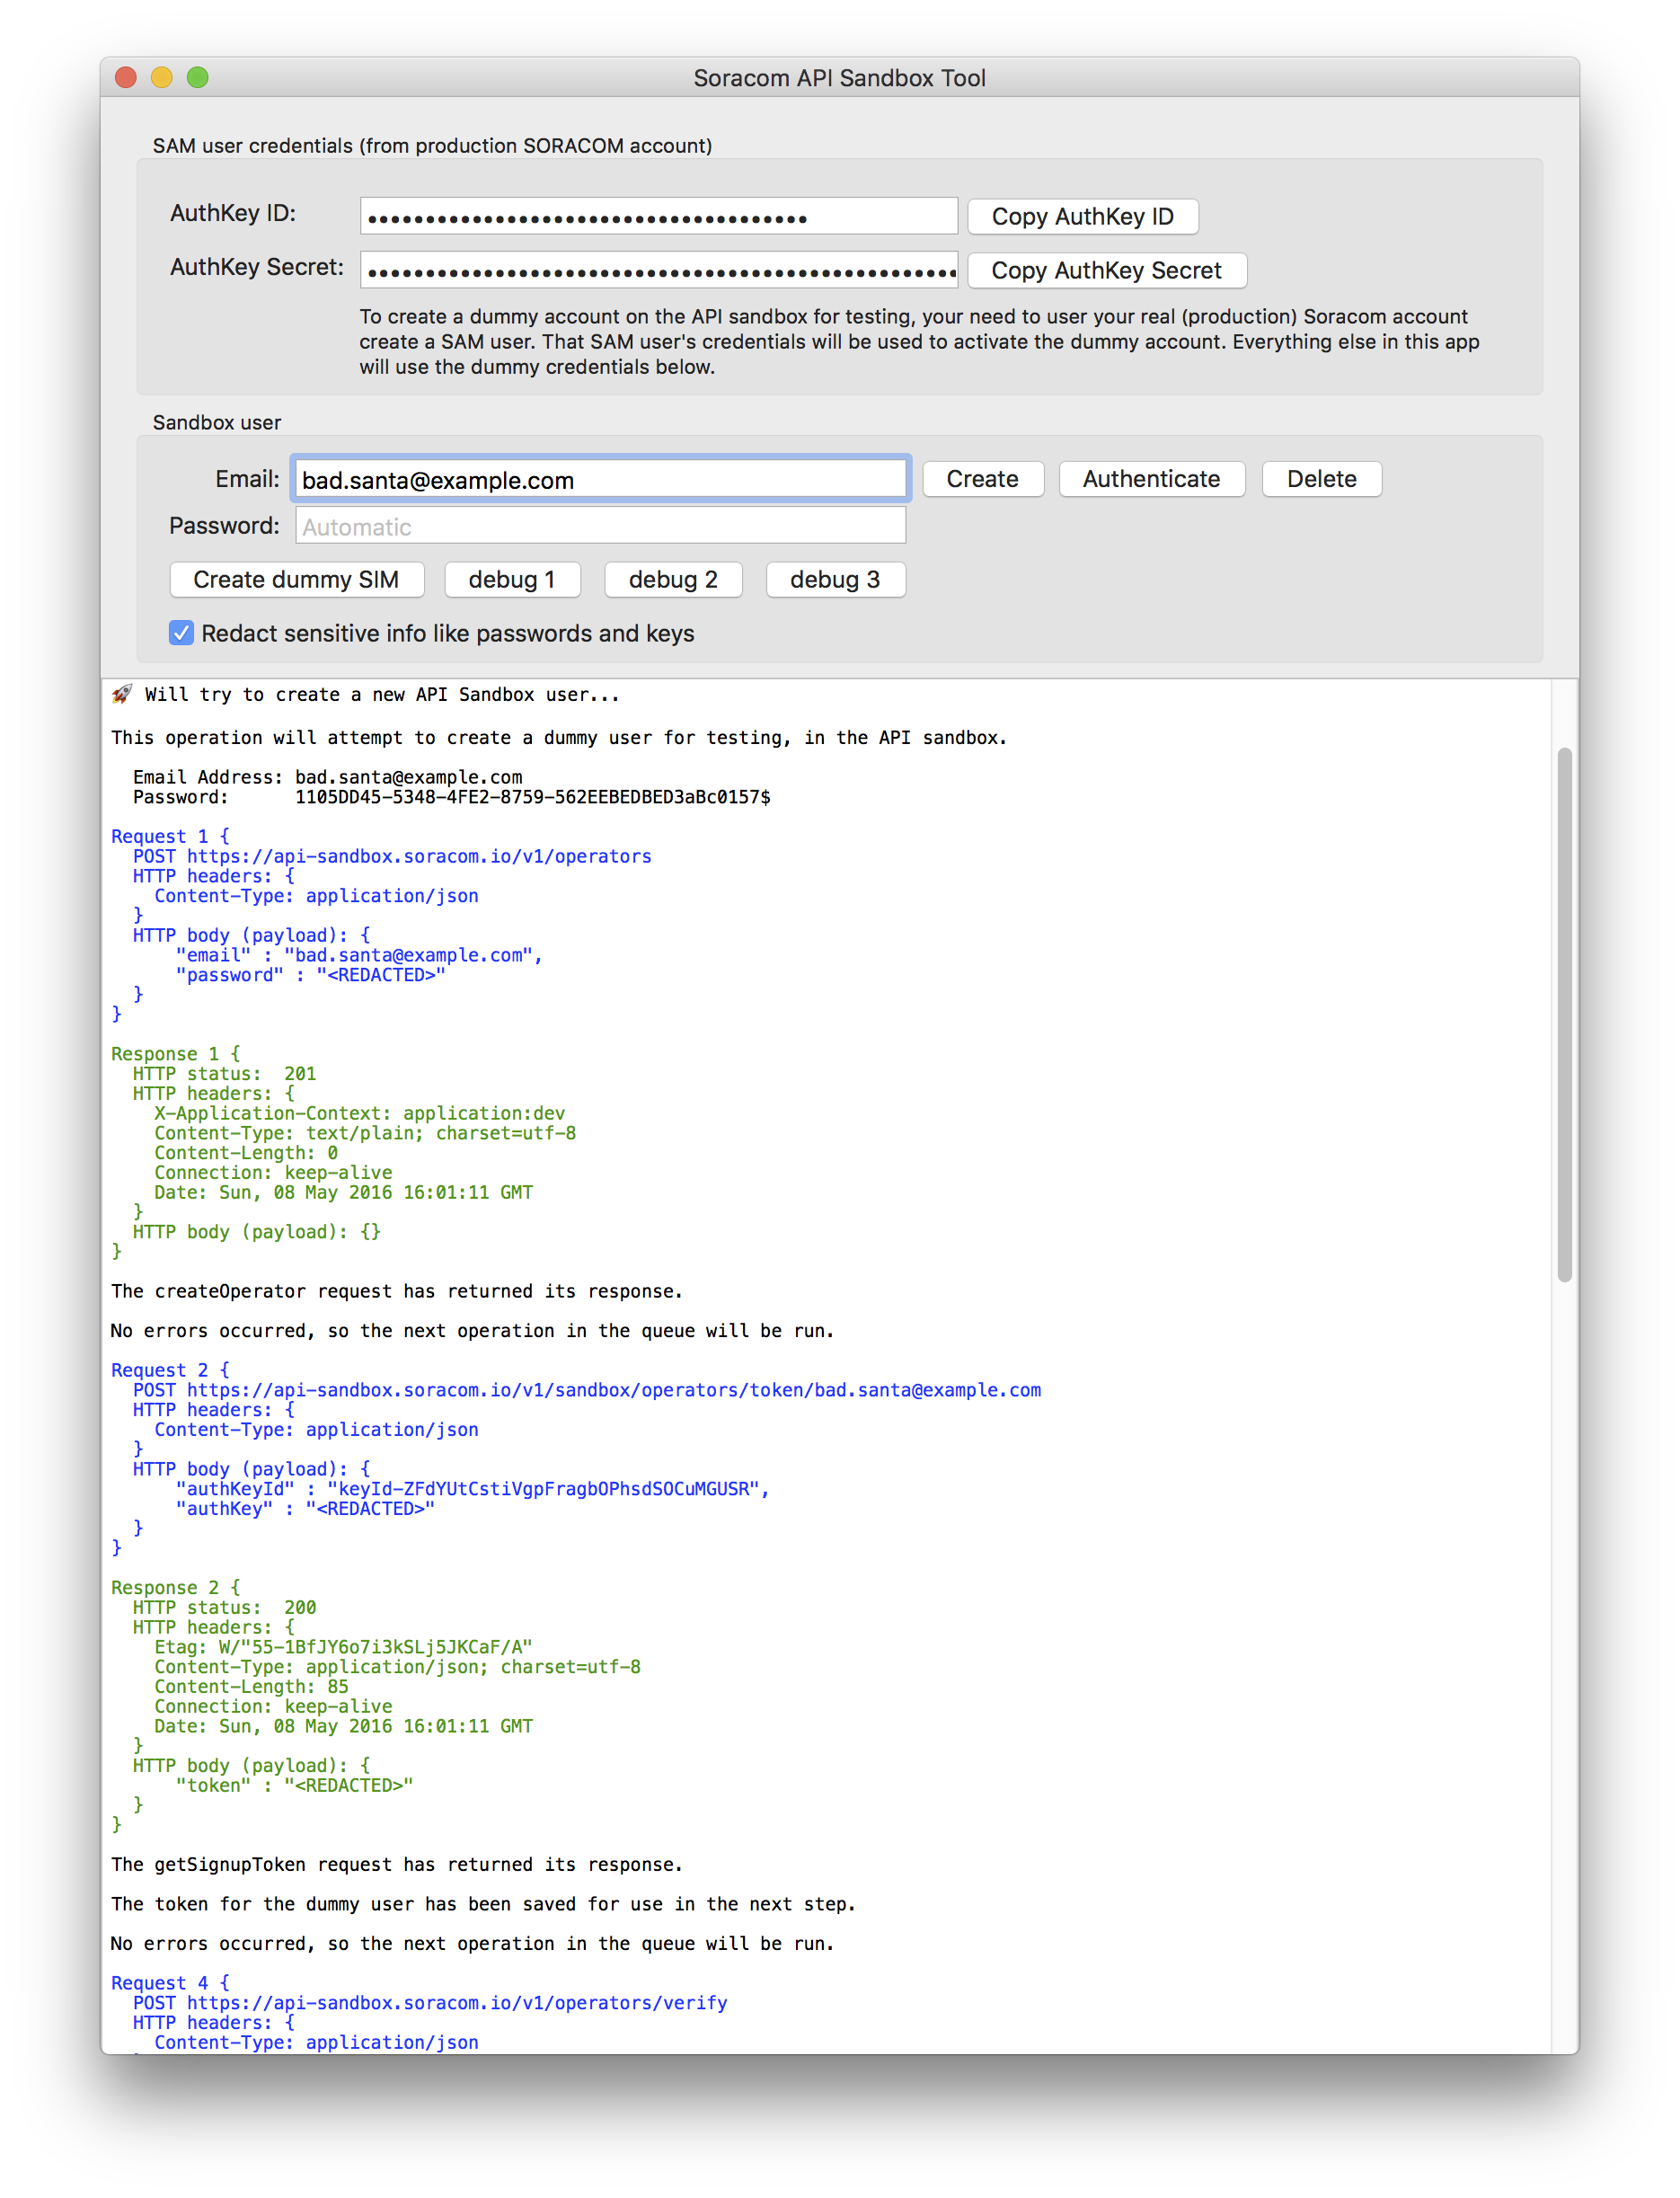 Soracom API Sandbox Tool
SAM user credentials (from production SORACOM account)
AuthKey ID: •••••••••••••••••••••••••••••••••••••• Copy AuthKey ID
AuthKey Secret: ••••••••••••••••••••••••••••••••••••••••••••••••••• Copy AuthKey Secret
To create a dummy account on the API sandbox for testing, your need to user your real (production) Soracom account
create a SAM user. That SAM user's credentials will be used to activate the dummy account. Everything else in this app
will use the dummy credentials below.
Sandbox user
Email: bad.santa@example.com Create Authenticate Delete
Password: Automatic
Create dummy SIM debug 1 debug 2 debug 3
Redact sensitive info like passwords and keys
🚀 Will try to create a new API Sandbox user...
This operation will attempt to create a dummy user for testing, in the API sandbox.
Email Address: bad.santa@example.com
Password: 1105DD45-5348-4FE2-8759-562EEBEDBED3aBc0157$
Request 1 {
POST https://api-sandbox.soracom.io/v1/operators
HTTP headers: {
Content-Type: application/json
}
HTTP body (payload): {
"email" : "bad.santa@example.com",
"password" : "<REDACTED>"
}
}
Response 1 {
HTTP status: 201
HTTP headers: {
X-Application-Context: application:dev
Content-Type: text/plain; charset=utf-8
Content-Length: 0
Connection: keep-alive
Date: Sun, 08 May 2016 16:01:11 GMT
}
HTTP body (payload): {}
}
The createOperator request has returned its response.
No errors occurred, so the next operation in the queue will be run.
Request 2 {
POST https://api-sandbox.soracom.io/v1/sandbox/operators/token/bad.santa@example.com
HTTP headers: {
Content-Type: application/json
}
HTTP body (payload): {
"authKeyId" : "keyId-ZFdYUtCstiVgpFragbOPhsdSOCuMGUSR",
"authKey" : "<REDACTED>"
}
}
Response 2 {
HTTP status: 200
HTTP headers: {
Etag: W/"55-1BfJY6o7i3kSLj5JKCaF/A"
Content-Type: application/json; charset=utf-8
Content-Length: 85
Connection: keep-alive
Date: Sun, 08 May 2016 16:01:11 GMT
}
HTTP body (payload): {
"token" : "<REDACTED>"
}
}
The getSignupToken request has returned its response.
The token for the dummy user has been saved for use in the next step.
No errors occurred, so the next operation in the queue will be run.
Request 4 {
POST https://api-sandbox.soracom.io/v1/operators/verify
HTTP headers: {
Content-Type: application/json